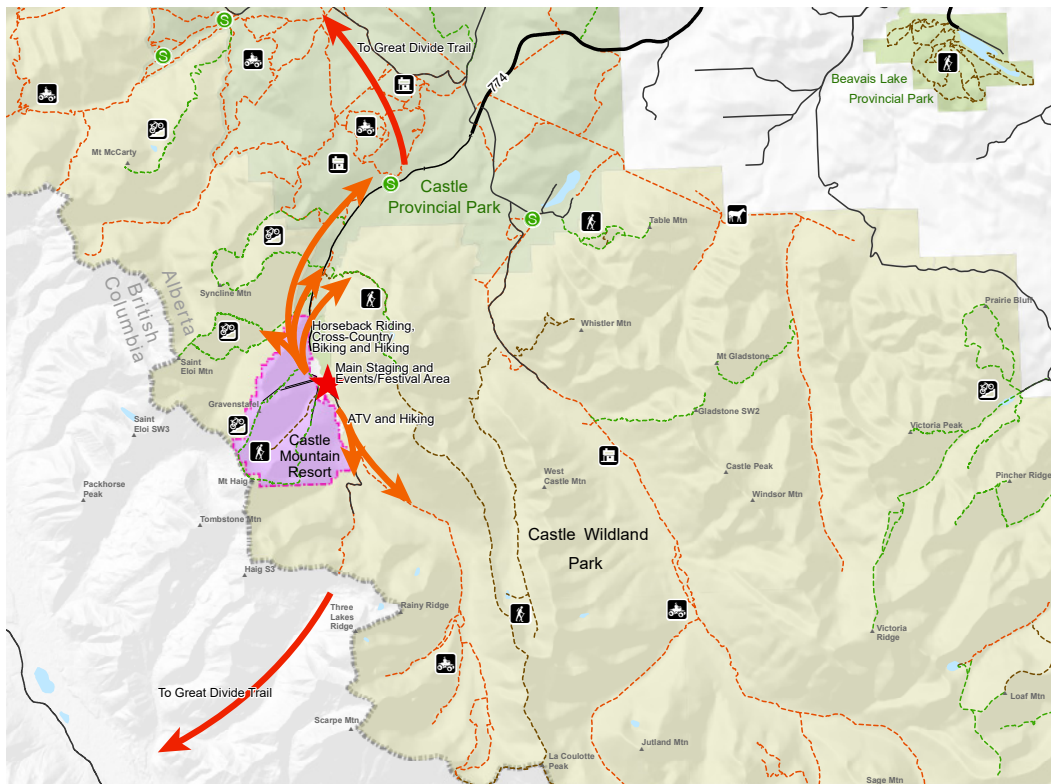 S
To Great Divide Trail
S
774
Beavais Lake
Provincial Park
Mt McCarty
S
Castle
Provincial Park
S
Table Mtn
Alberta
British
Columbia
Syncline Mtn
Prairie Bluff
Horseback Riding,
Cross-Country
Biking and Hiking
Whistler Mtn
Saint
Eloi Mtn
Mt Gladstone
Main Staging and
Events/Festival Area
Gravenstafel
Saint
Eloi SW3
ATV and Hiking
Gladstone SW2
Victoria Peak
Castle
Mountain
Resort
Packhorse
Peak
Mt Haig
West
Castle Mtn
Castle Peak
Pincher Ridge
Windsor Mtn
Tombstone Mtn
Castle Wildland
Park
Haig S3
Three
Lakes
Ridge
Rainy Ridge
Victoria
Ridge
To Great Divide Trail
Loaf Mtn
Scarpe Mtn
Jutland Mtn
La Coulotte
Peak
Sage Mtn